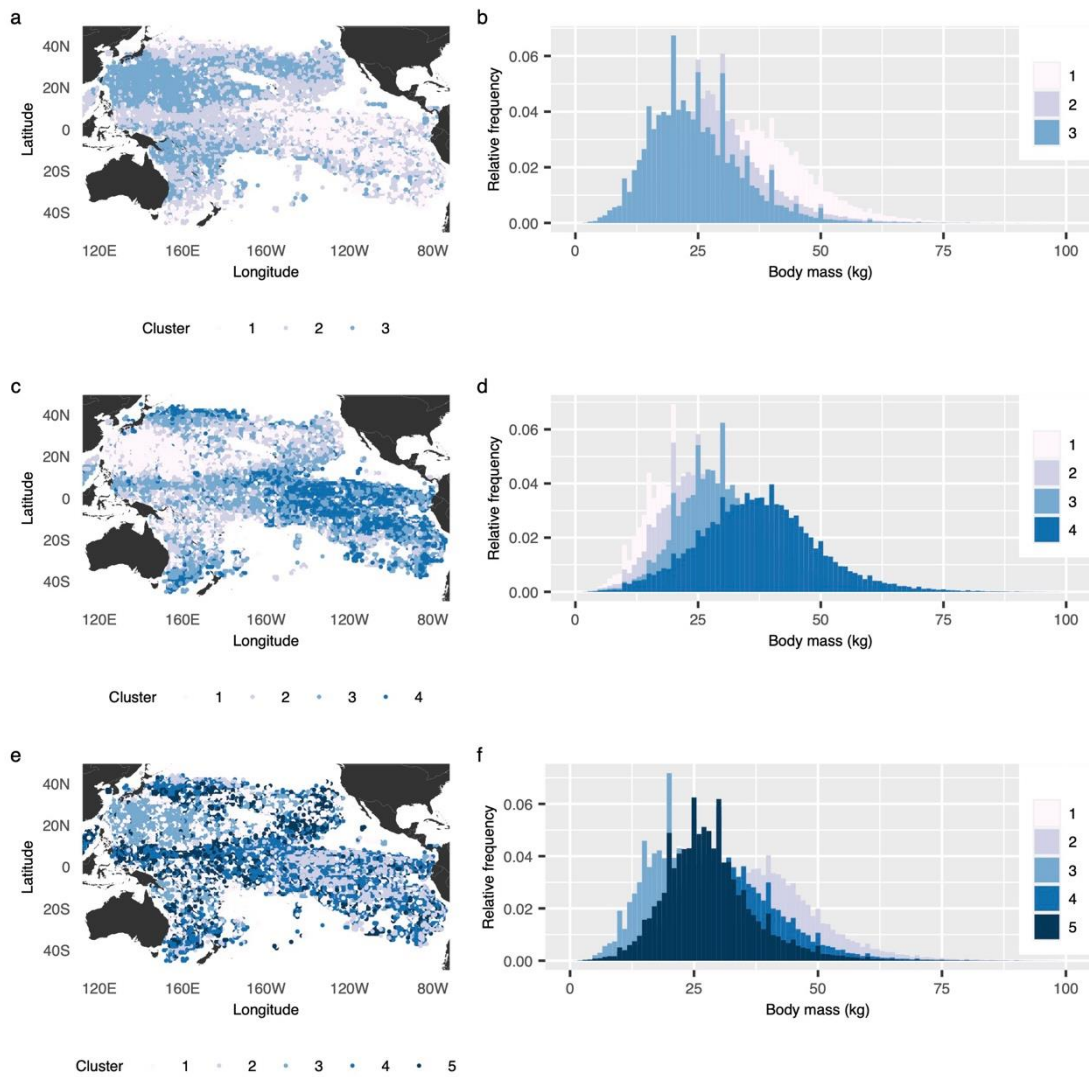 a
40N
20N
0
20S
40S
Latitude
120E 160E 160W 120W 80W
Longitude
Cluster 1 2 3
b
0.06
0.04
0.02
0.00
Relative frequency
0 25 50 75 100
Body mass (kg)
1
2
3
c
40N
20N
0
20S
40S
Latitude
120E 160E 160W 120W 80W
Longitude
Cluster 1 2 3 4
d
0.06
0.04
0.02
0.00
Relative frequency
0 25 50 75 100
Body mass (kg)
1
2
3
4
e
40N
20N
0
20S
40S
Latitude
120E 160E 160W 120W 80W
Longitude
Cluster 1 2 3 4 5
f
0.06
0.04
0.02
0.00
Relative frequency
0 25 50 75 100
Body mass (kg)
1
2
3
4
5